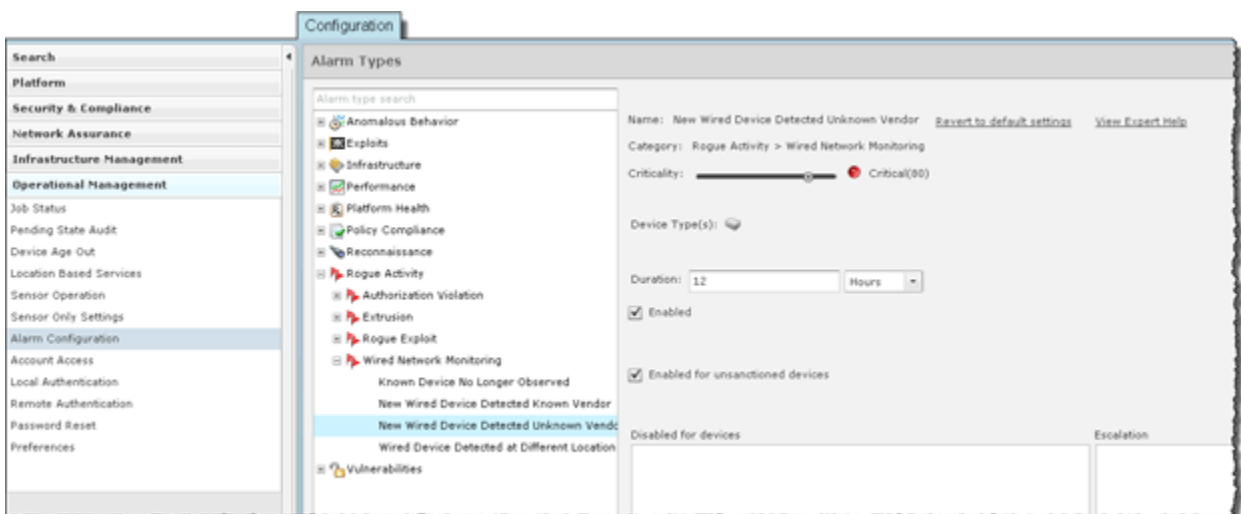 Configuration
Search
Platform
Security & Compliance
Network Assurance
Infrastructure Management
Operational Management
Job Status
Pending State Audit
Device Age Out
Location Based Services
Sensor Operation
Sensor Only Settings
Alarm Configuration
Account Access
Local Authentication
Remote Authentication
Password Reset
Preferences
Alarm Types
Alarm type search
Anomalous Behavior
Exploits
Infrastructure
Performance
Platform Health
Policy Compliance
Reconnaissance
Rogue Activity
Authorization Violation
Extrusion
Rogue Exploit
Wired Network Monitoring
Known Device No Longer Observed
New Wired Device Detected Known Vendor
New Wired Device Detected Unknown Vendo
Wired Device Detected at Different Location
Vulnerabilities
Name: New Wired Device Detected Unknown Vendor Revert to default settings View Expert Help
Category: Rogue Activity > Wired Network Monitoring
Criticality: Critical(80)
Device Type(s):
Duration: 12 Hours
Enabled
Enabled for unsanctioned devices
Disabled for devices Escalation